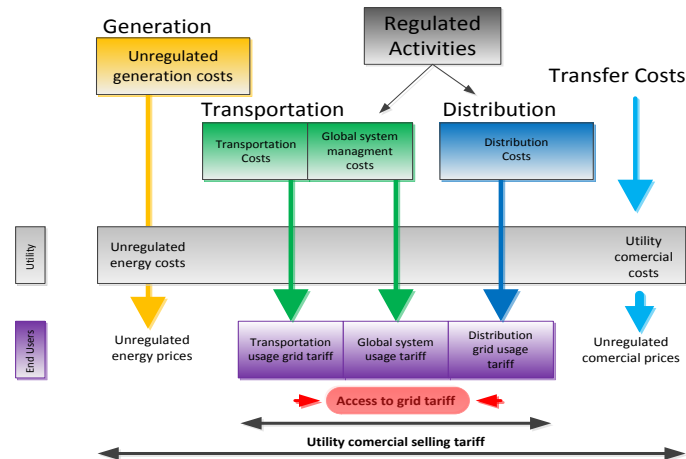 Generation
Unregulated
generation costs
Regulated
Activities
Transfer Costs
Transportation
Distribution
Transportation
Costs
Global system
managment
costs
Distribution
Costs
Utility
Unregulated
energy costs
Utility
comercial
costs
End Users
Unregulated
energy prices
Transportation
usage grid tariff
Global system
usage tariff
Distribution
grid usage
tariff
Unregulated
comercial prices
Access to grid tariff
Utility comercial selling tariff